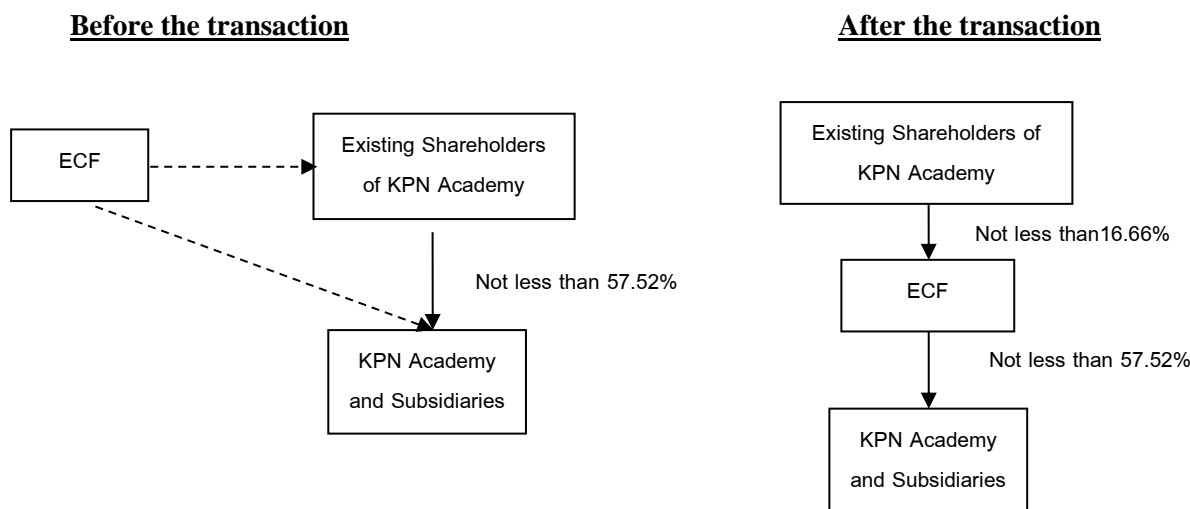 Before the transaction
ECF
Existing Shareholders
of KPN Academy
Not less than 57.52%
KPN Academy
and Subsidiaries
After the transaction
Existing Shareholders of
KPN Academy
Not less than16.66%
ECF
Not less than 57.52%
KPN Academy
and Subsidiaries